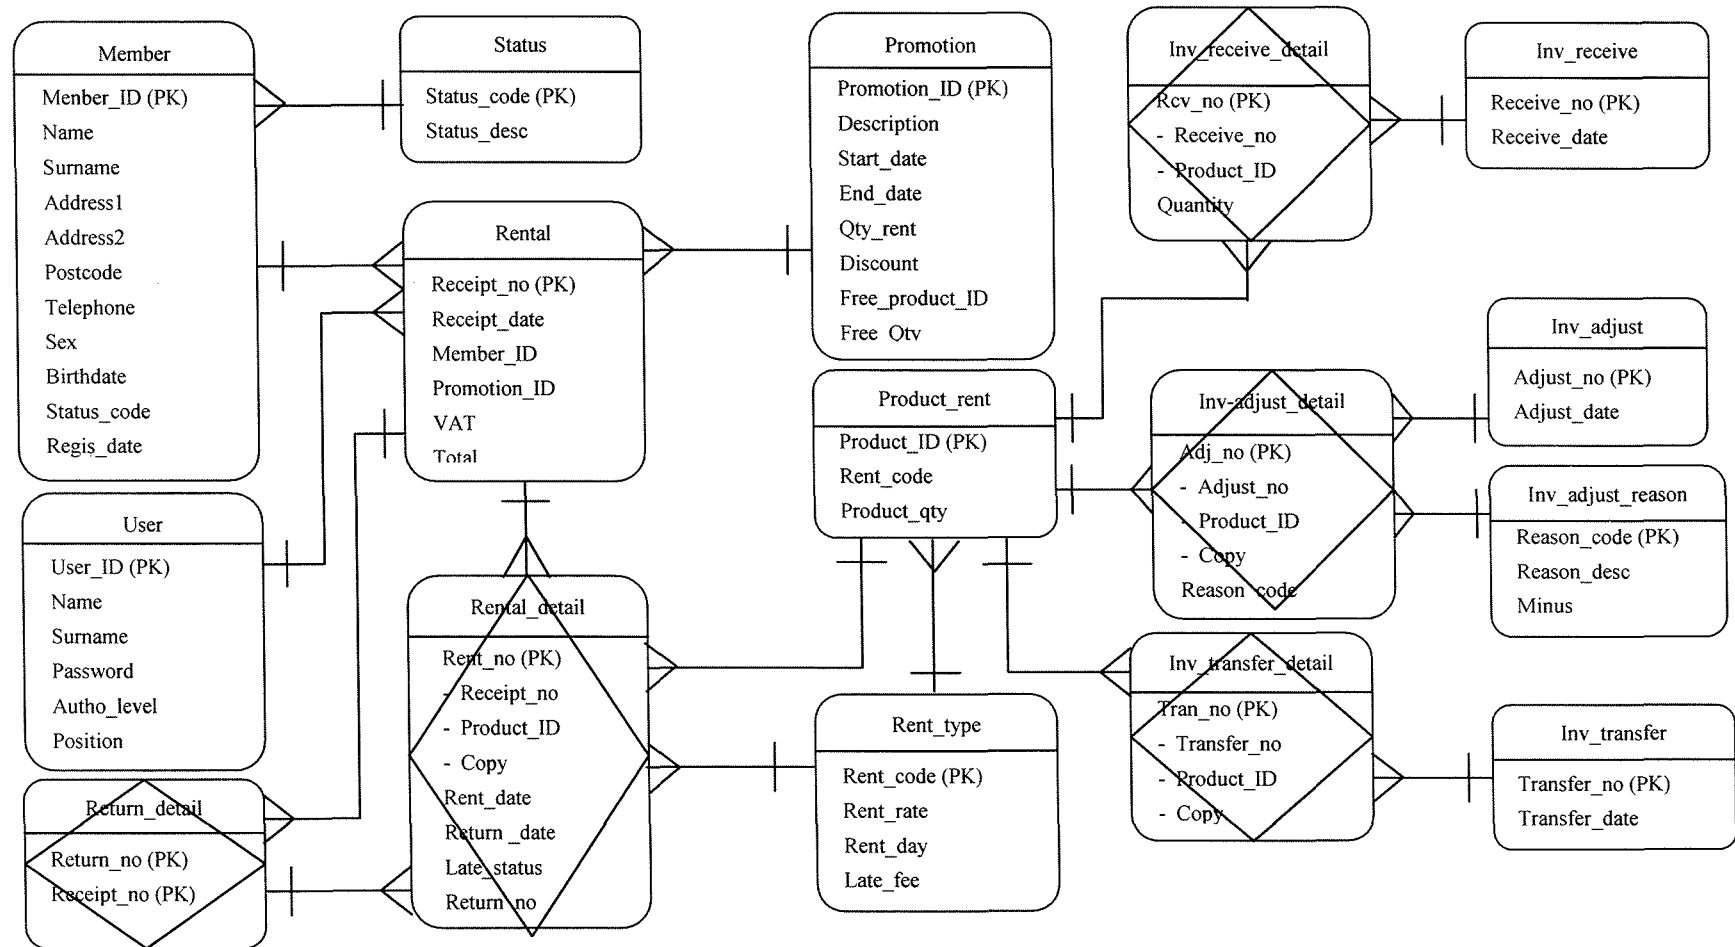 Member
Menber_ID (PK)
Name
Surname
Address1
Address2
Postcode
Telephone
Sex
Birthdate
Status_code
Regis_date
Status
Status_code (PK)
Status_desc
Rental
Receipt_no (PK)
Receipt_date
Member_ID
Promotion_ID
VAT
Total
Promotion
Promotion_ID (PK)
Description
Start_date
End_date
Qty_rent
Discount
Free_product_ID
Free Qty
Inv_receive_detail
Rcv_no (PK)
- Receive_no
- Product_ID
Quantity
Inv_receive
Receive_no (PK)
Receive_date
Product_rent
Product_ID (PK)
Rent_code
Product_qty
Inv-adjust_detail
Adj_no (PK)
- Adjust_no
- Product_ID
- Copy
Reason code
Inv_adjust
Adjust_no (PK)
Adjust_date
Inv_adjust_reason
Reason_code (PK)
Reason_desc
Minus
User
User_ID (PK)
Name
Surname
Password
Autho_level
Position
Rental_detail
Rent_no (PK)
- Receipt_no
- Product_ID
- Copy
Rent_date
Return _date
Late_status
Return_no
Rent_type
Rent_code (PK)
Rent_rate
Rent_day
Late_fee
Inv_transfer_detail
Tran_no (PK)
- Transfer_no
- Product_ID
- Copy
Inv_transfer
Transfer_no (PK)
Transfer_date
Return_detail
Return_no (PK)
Receipt_no (PK)